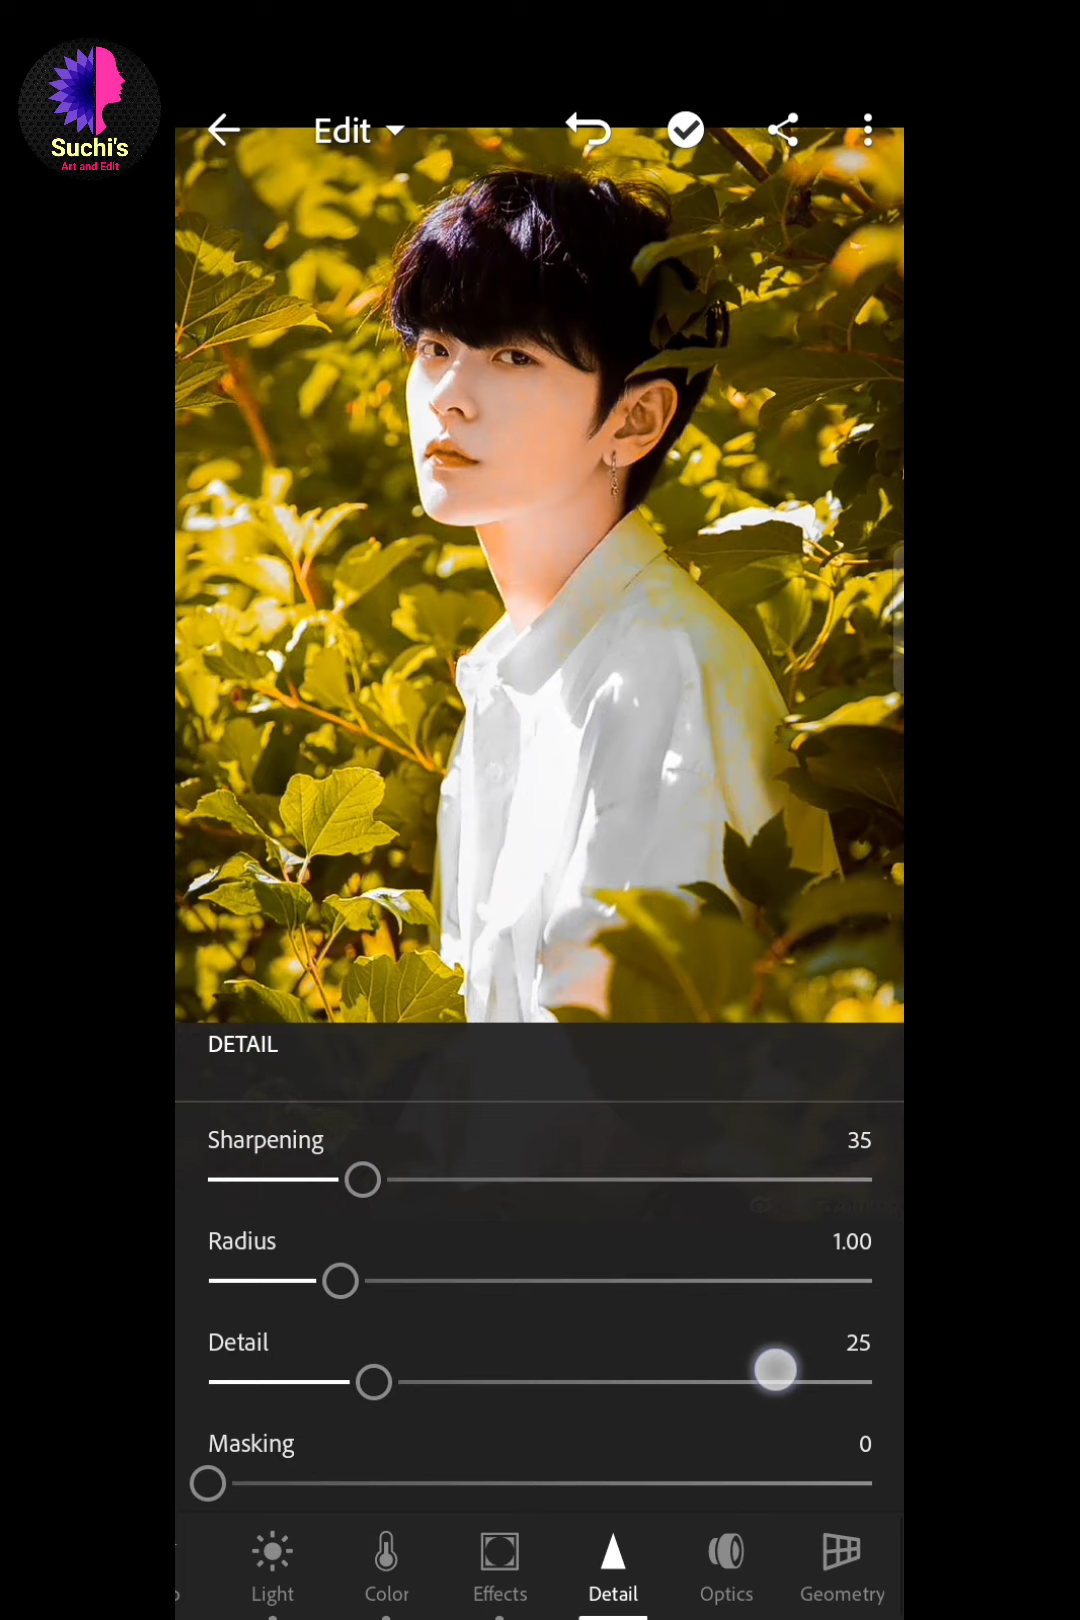 Suchi's
Art and Edit
Edit
DETAIL
Sharpening 35
Radius 1.00
Detail 25
Masking 0
Light Color Effects Detail Optics Geometry